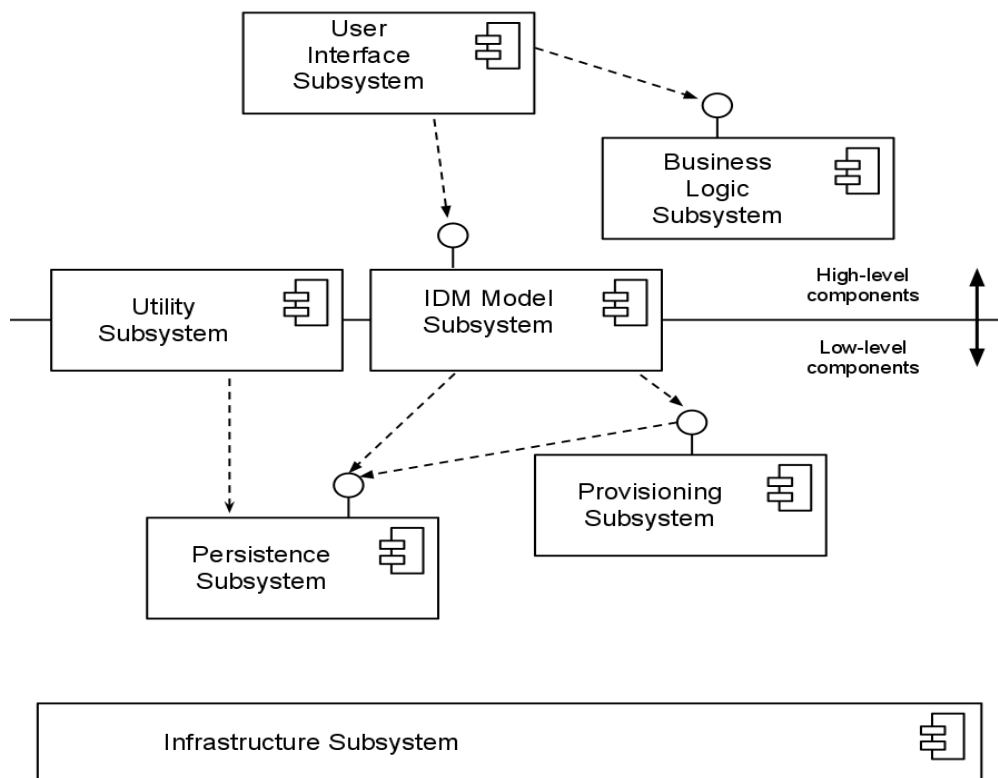 User
Interface
Subsystem
Business
Logic
Subsystem
Utility
Subsystem
IDM Model
Subsystem
High-level
components
Low-level
components
Provisioning
Subsystem
Persistence
Subsystem
Infrastructure Subsystem